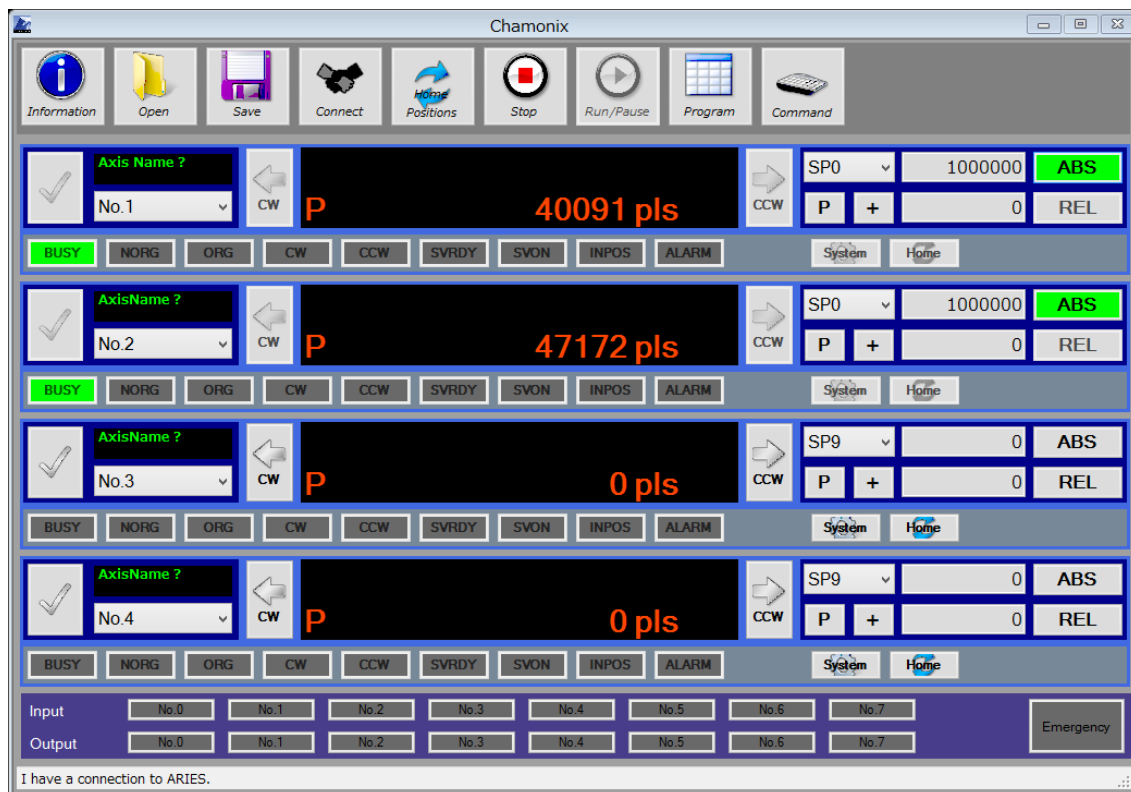 Chamonix
Information Open Save Connect Home Positions Stop Run/Pause Program Command
Axis Name ?
No.1
CW
P 40091 pls
CCW
SP0 1000000 ABS
P + 0 REL
BUSY NORG ORG CW CCW SVRDY SVON INPOS ALARM System Home
AxisName ?
No.2
CW
P 47172 pls
CCW
SP0 1000000 ABS
P + 0 REL
BUSY NORG ORG CW CCW SVRDY SVON INPOS ALARM System Home
AxisName ?
No.3
CW
P 0 pls
CCW
SP9 0 ABS
P + 0 REL
BUSY NORG ORG CW CCW SVRDY SVON INPOS ALARM System Home
AxisName ?
No.4
CW
P 0 pls
CCW
SP9 0 ABS
P + 0 REL
BUSY NORG ORG CW CCW SVRDY SVON INPOS ALARM System Home
Input No.0 No.1 No.2 No.3 No.4 No.5 No.6 No.7
Output No.0 No.1 No.2 No.3 No.4 No.5 No.6 No.7
Emergency
I have a connection to ARIES.